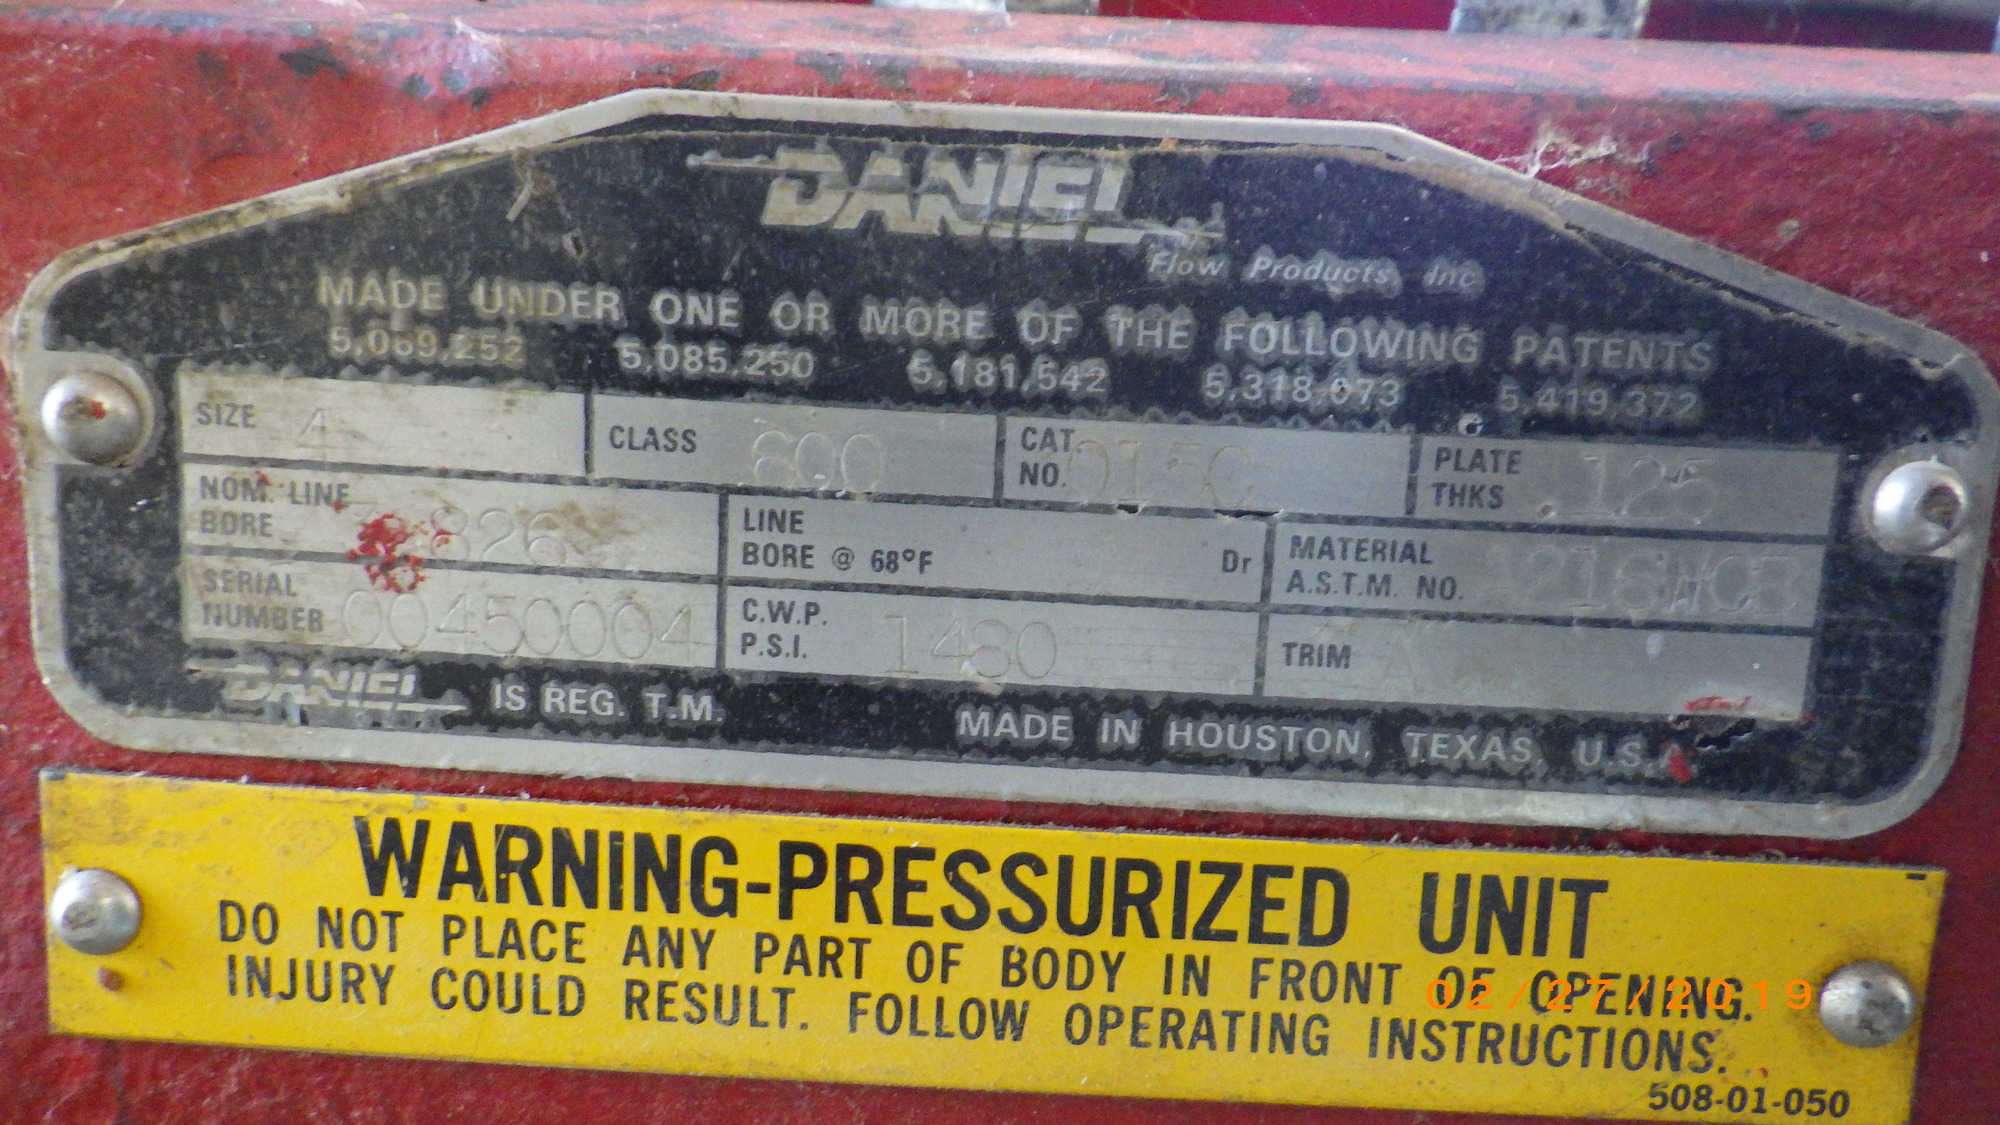 DANIEL
Flow Products, Inc
MADE UNDER ONE OR MORE OF THE FOLLOWING PATENTS
5,069,252 5,085,250 5,181,542 5,318,073 5,419,372
SIZE 4 CLASS 600 CAT. NO. 015C PLATE THKS .125
NOM. LINE BORE 3.826 LINE BORE @ 68°F Dr MATERIAL A.S.T.M. NO. A216WCB
SERIAL NUMBER 00450004 C.W.P. P.S.I. 1480 TRIM A
DANIEL IS REG. T.M. MADE IN HOUSTON, TEXAS, U.S.A.
WARNING-PRESSURIZED UNIT
DO NOT PLACE ANY PART OF BODY IN FRONT OF OPENING.
INJURY COULD RESULT. FOLLOW OPERATING INSTRUCTIONS.
508-01-050
02/27/2019